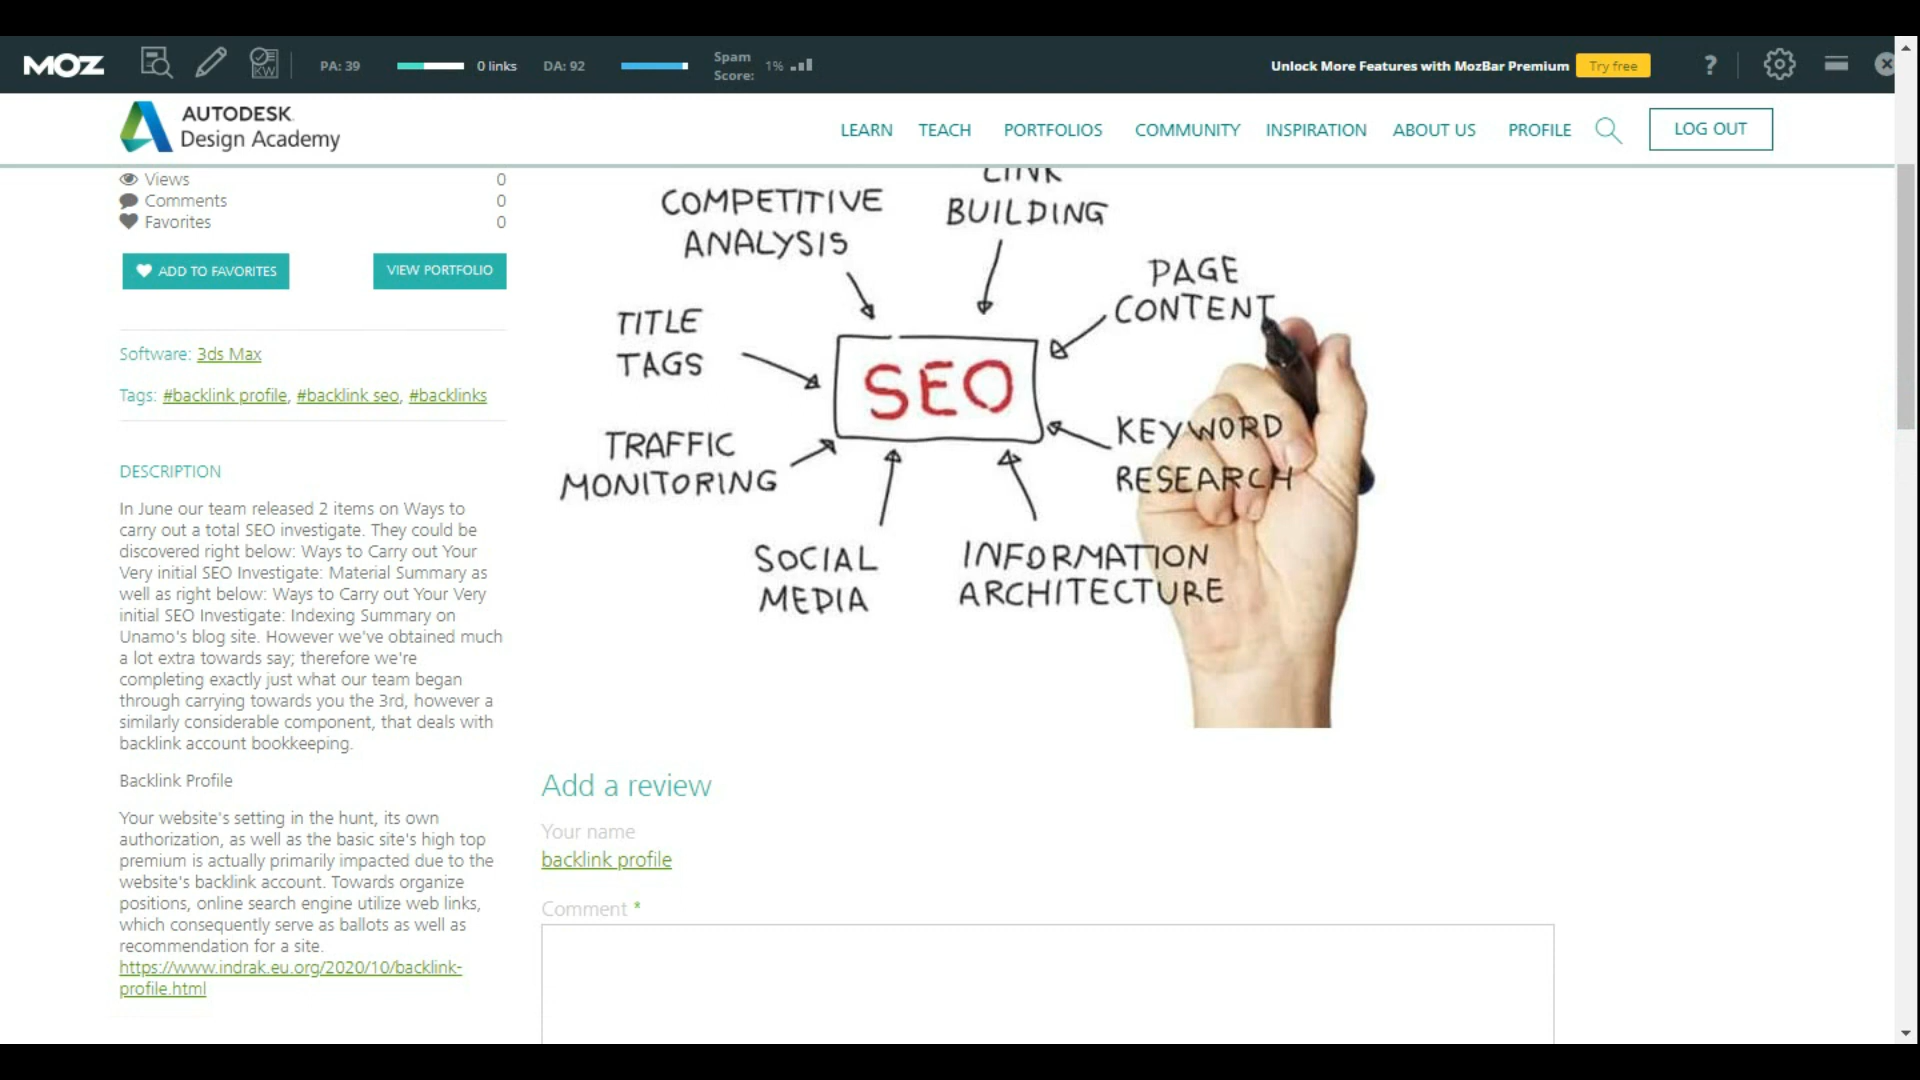 MOZ
KW
PA: 39
0 links
DA: 92
Spam
Score:
1%
Unlock More Features with MozBar Premium
Try free
?
AUTODESK
Design Academy
LEARN
TEACH
PORTFOLIOS
COMMUNITY
INSPIRATION
ABOUT US
PROFILE
LOG OUT
Views 0
Comments 0
Favorites 0
ADD TO FAVORITES
VIEW PORTFOLIO
Software: 3ds Max
Tags: #backlink profile, #backlink seo, #backlinks
DESCRIPTION
In June our team released 2 items on Ways to
carry out a total SEO investigate. They could be
discovered right below: Ways to Carry out Your
Very initial SEO Investigate: Material Summary as
well as right below: Ways to Carry out Your Very
initial SEO Investigate: Indexing Summary on
Unamo's blog site. However we've obtained much
a lot extra towards say; therefore we're
completing exactly just what our team began
through carrying towards you the 3rd, however a
similarly considerable component, that deals with
backlink account bookkeeping.
Backlink Profile
Your website's setting in the hunt, its own
authorization, as well as the basic site's high top
premium is actually primarily impacted due to the
website's backlink account. Towards organize
positions, online search engine utilize web links,
which consequently serve as ballots as well as
recommendation for a site.
https://www.indrak.eu.org/2020/10/backlink-
profile.html
COMPETITIVE
ANALYSIS
LINK
BUILDING
PAGE
CONTENT
TITLE
TAGS
SEO
TRAFFIC
MONITORING
KEYWORD
RESEARCH
SOCIAL
MEDIA
INFORMATION
ARCHITECTURE
Add a review
Your name
backlink profile
Comment *